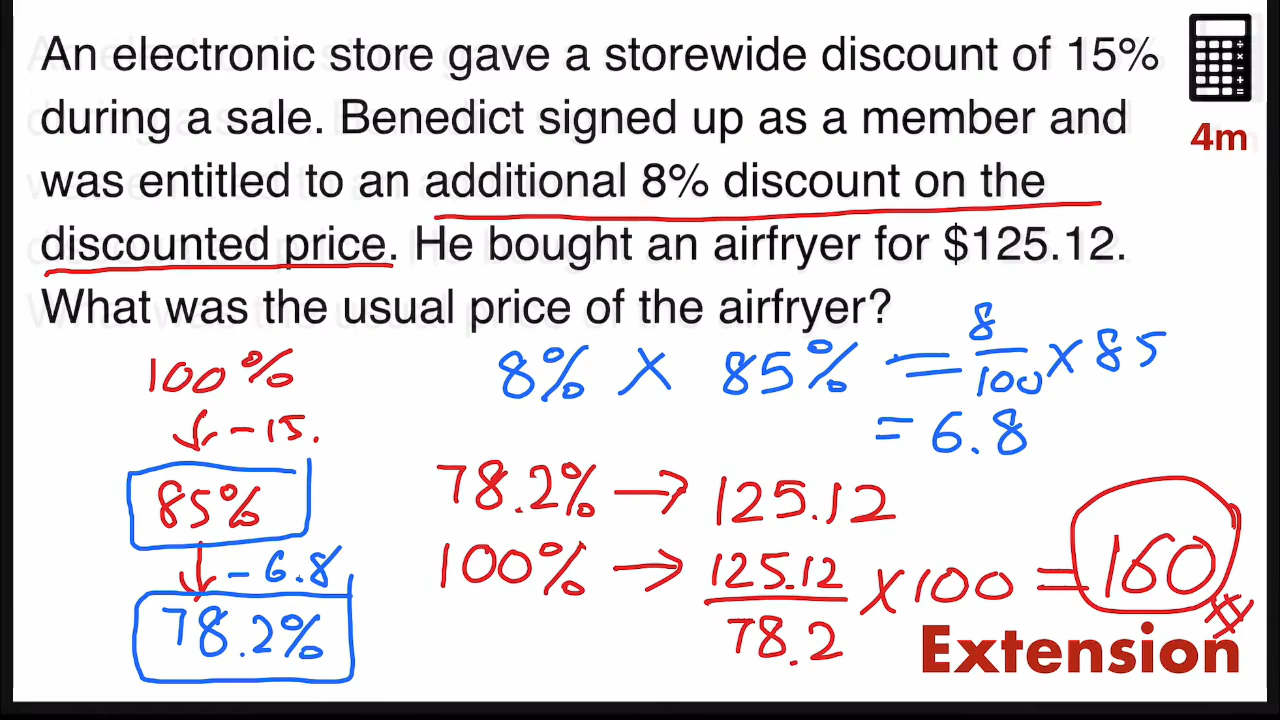 An electronic store gave a storewide discount of 15%
during a sale. Benedict signed up as a member and
was entitled to an additional 8% discount on the
discounted price. He bought an airfryer for $125.12.
What was the usual price of the airfryer?
4m
100%
↓ -15.
85%
↓ -6.8
78.2%
8% × 85% = 8/100 × 85
= 6.8
78.2% → 125.12
100% → 125.12/78.2 × 100 = 160 #
Extension